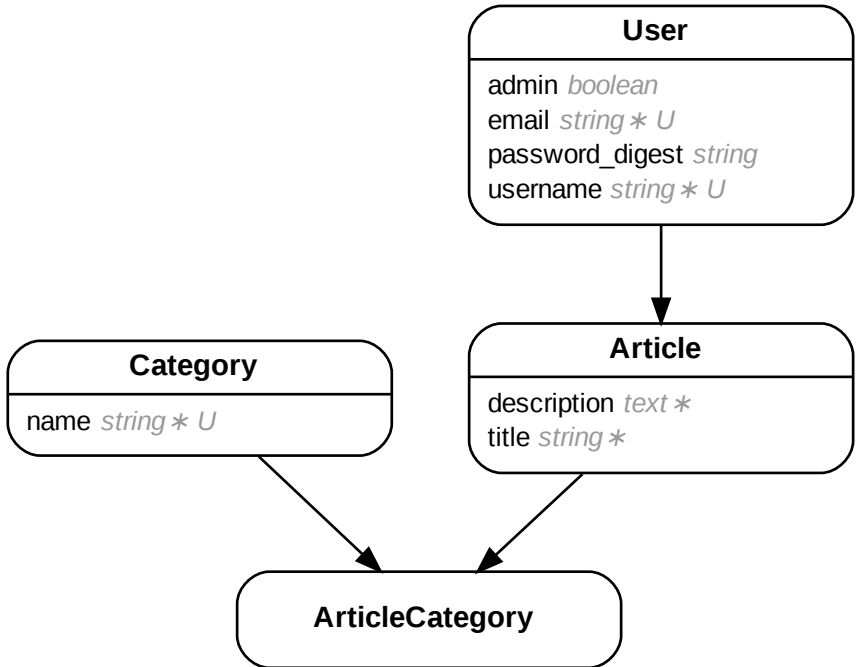 User
admin boolean
email string ∗ U
password_digest string
username string ∗ U
Category
name string ∗ U
Article
description text ∗
title string ∗
ArticleCategory